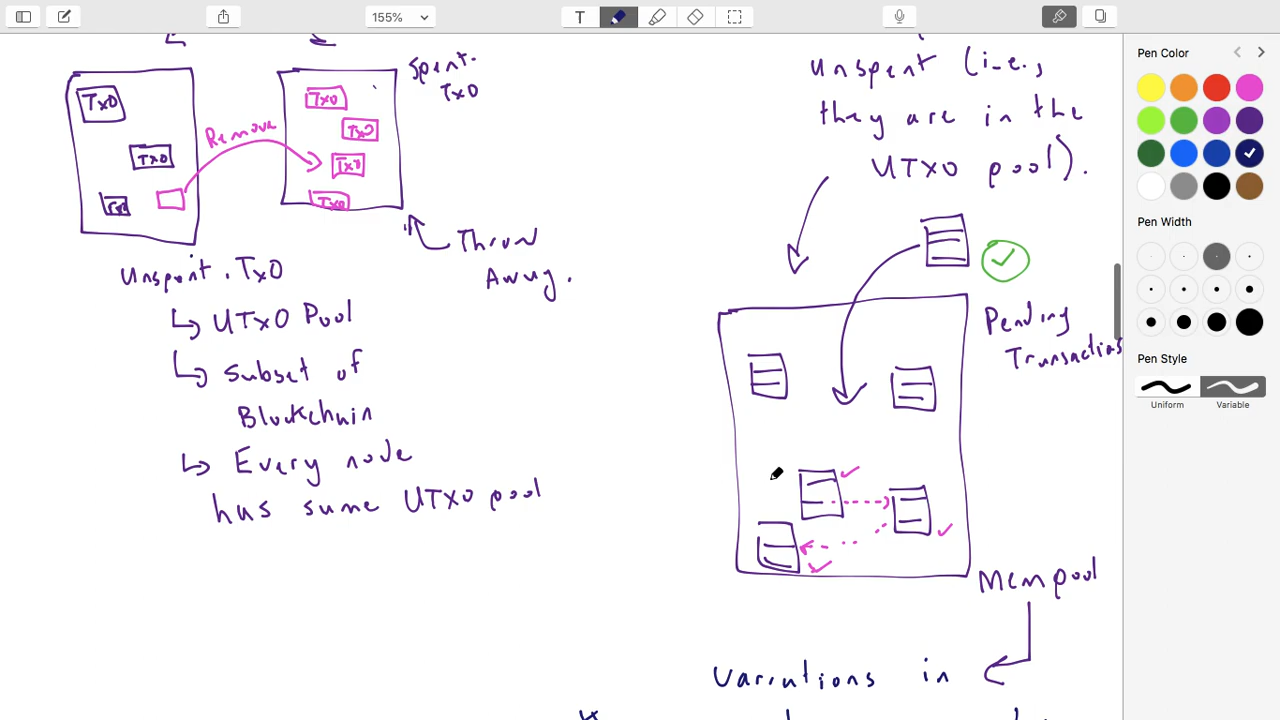 155%
T
Pen Color
Pen Width
Pen Style
Uniform
Variable
TxO
TxO
TxO
Remove
Spent
TxO
TxO
TxO
TxO
TxO
Throw
Away.
Unspent TxO
UTXO Pool
Subset of
Blockchain
Every node
has same UTXO pool
unspent (i.e.,
they are in the
UTXO pool).
Pending
Transactions
Mempool
variations in